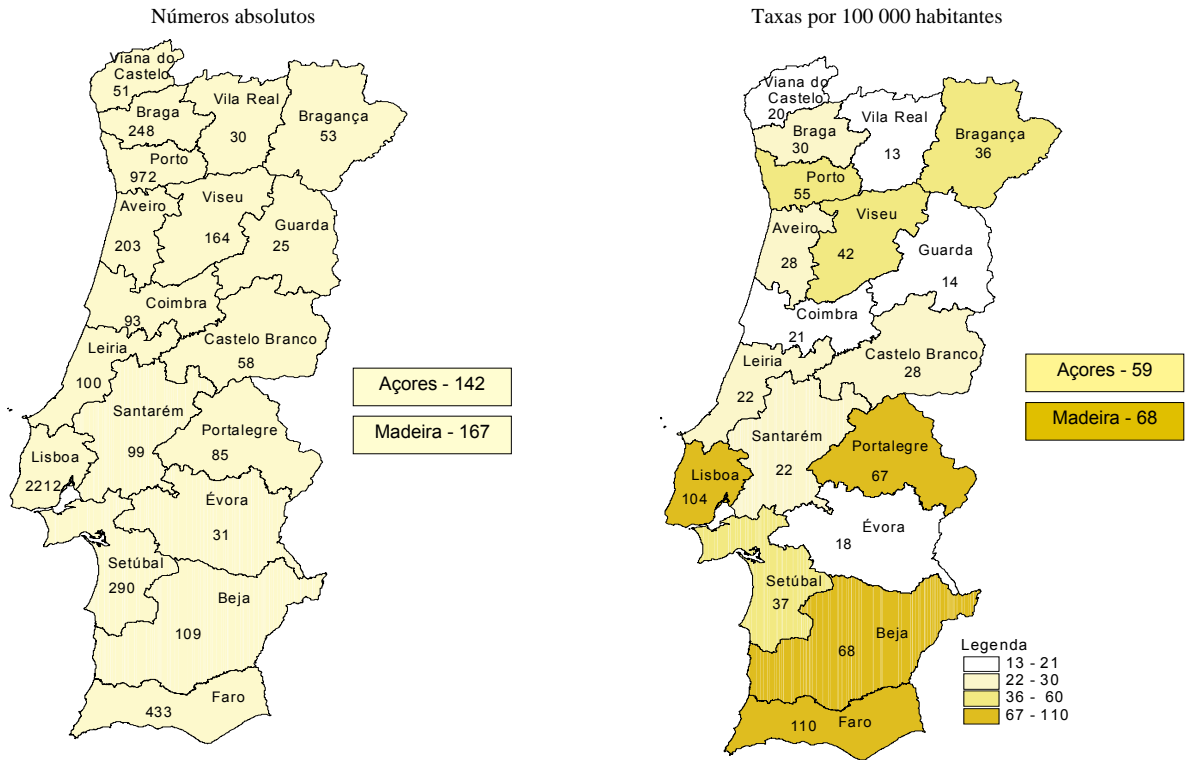 Números absolutos
Viana do
Castelo
51
Braga
248
Vila Real
30
Bragança
53
Porto
972
Aveiro
203
Viseu
164
Guarda
25
Coimbra
93
Castelo Branco
58
Leiria
100
Santarém
99
Portalegre
85
Lisboa
2212
Évora
31
Setúbal
290
Beja
109
Faro
433
Açores - 142
Madeira - 167
Taxas por 100 000 habitantes
Viana do
Castelo
20
Braga
30
Vila Real
13
Bragança
36
Porto
55
Aveiro
28
Viseu
42
Guarda
14
Coimbra
21
Castelo Branco
28
Leiria
22
Santarém
22
Portalegre
67
Lisboa
104
Évora
18
Setúbal
37
Beja
68
110 Faro
Açores - 59
Madeira - 68
Legenda
13 - 21
22 - 30
36 - 60
67 - 110